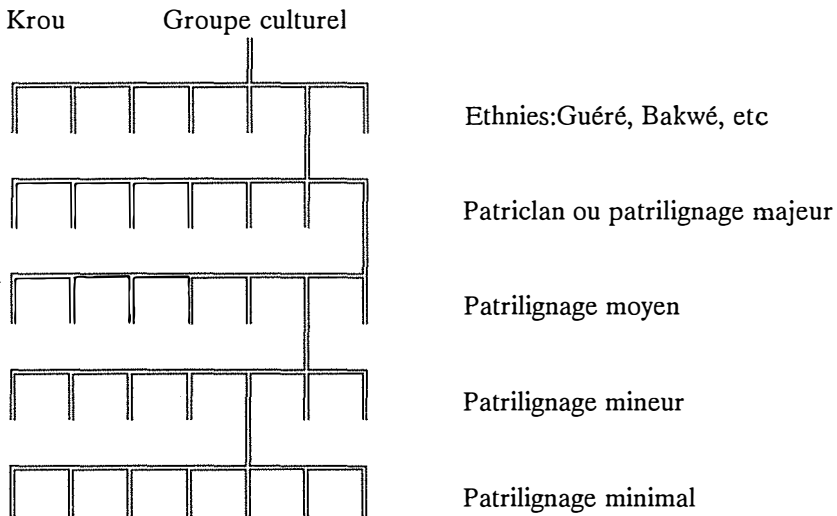 Krou Groupe culturel
Ethnies:Guéré, Bakwé, etc
Patriclan ou patrilignage majeur
Patrilignage moyen
Patrilignage mineur
Patrilignage minimal